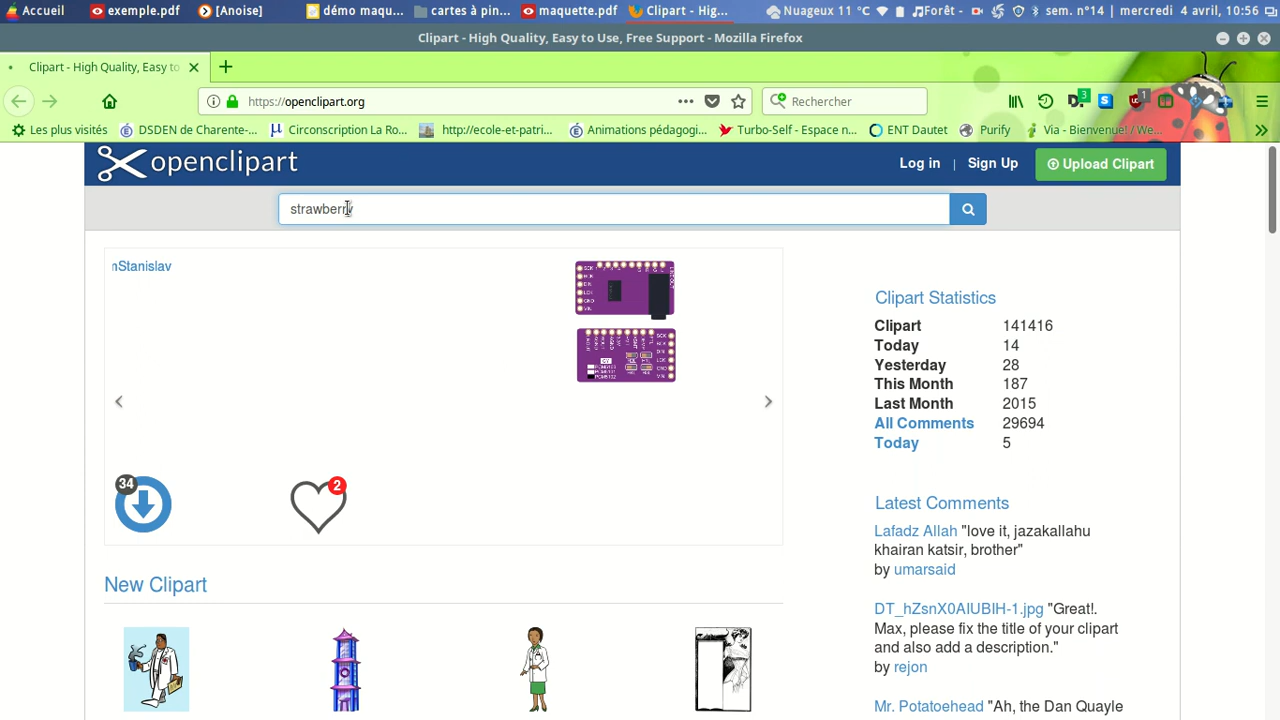 Accueil exemple.pdf [Anoise] démo maqu... cartes à pin... maquette.pdf Clipart - Hig... Nageux 11 °C Forêt - sem. n°14 | mercredi 4 avril, 10:56
Clipart - High Quality, Easy to Use, Free Support - Mozilla Firefox
Clipart - High Quality, Easy to
https://openclipart.org Rechercher 3 1
Les plus visités DSDEN de Charente-... Circonscription La Ro... http://ecole-et-patri... Animations pédagogi... Turbo-Self - Espace n... ENT Dautet Purify Via - Bienvenue! / We...
openclipart Log in | Sign Up Upload Clipart
strawberry
nStanislav
Clipart Statistics
Clipart 141416
Today 14
Yesterday 28
This Month 187
Last Month 2015
All Comments 29694
Today 5
34 2
Latest Comments
Lafadz Allah "love it, jazakallahu
khairan katsir, brother"
by umarsaid
New Clipart
DT_hZsnX0AIUBIH-1.jpg "Great!.
Max, please fix the title of your clipart
and also add a description."
by rejon
Mr. Potatoehead "Ah, the Dan Quayle